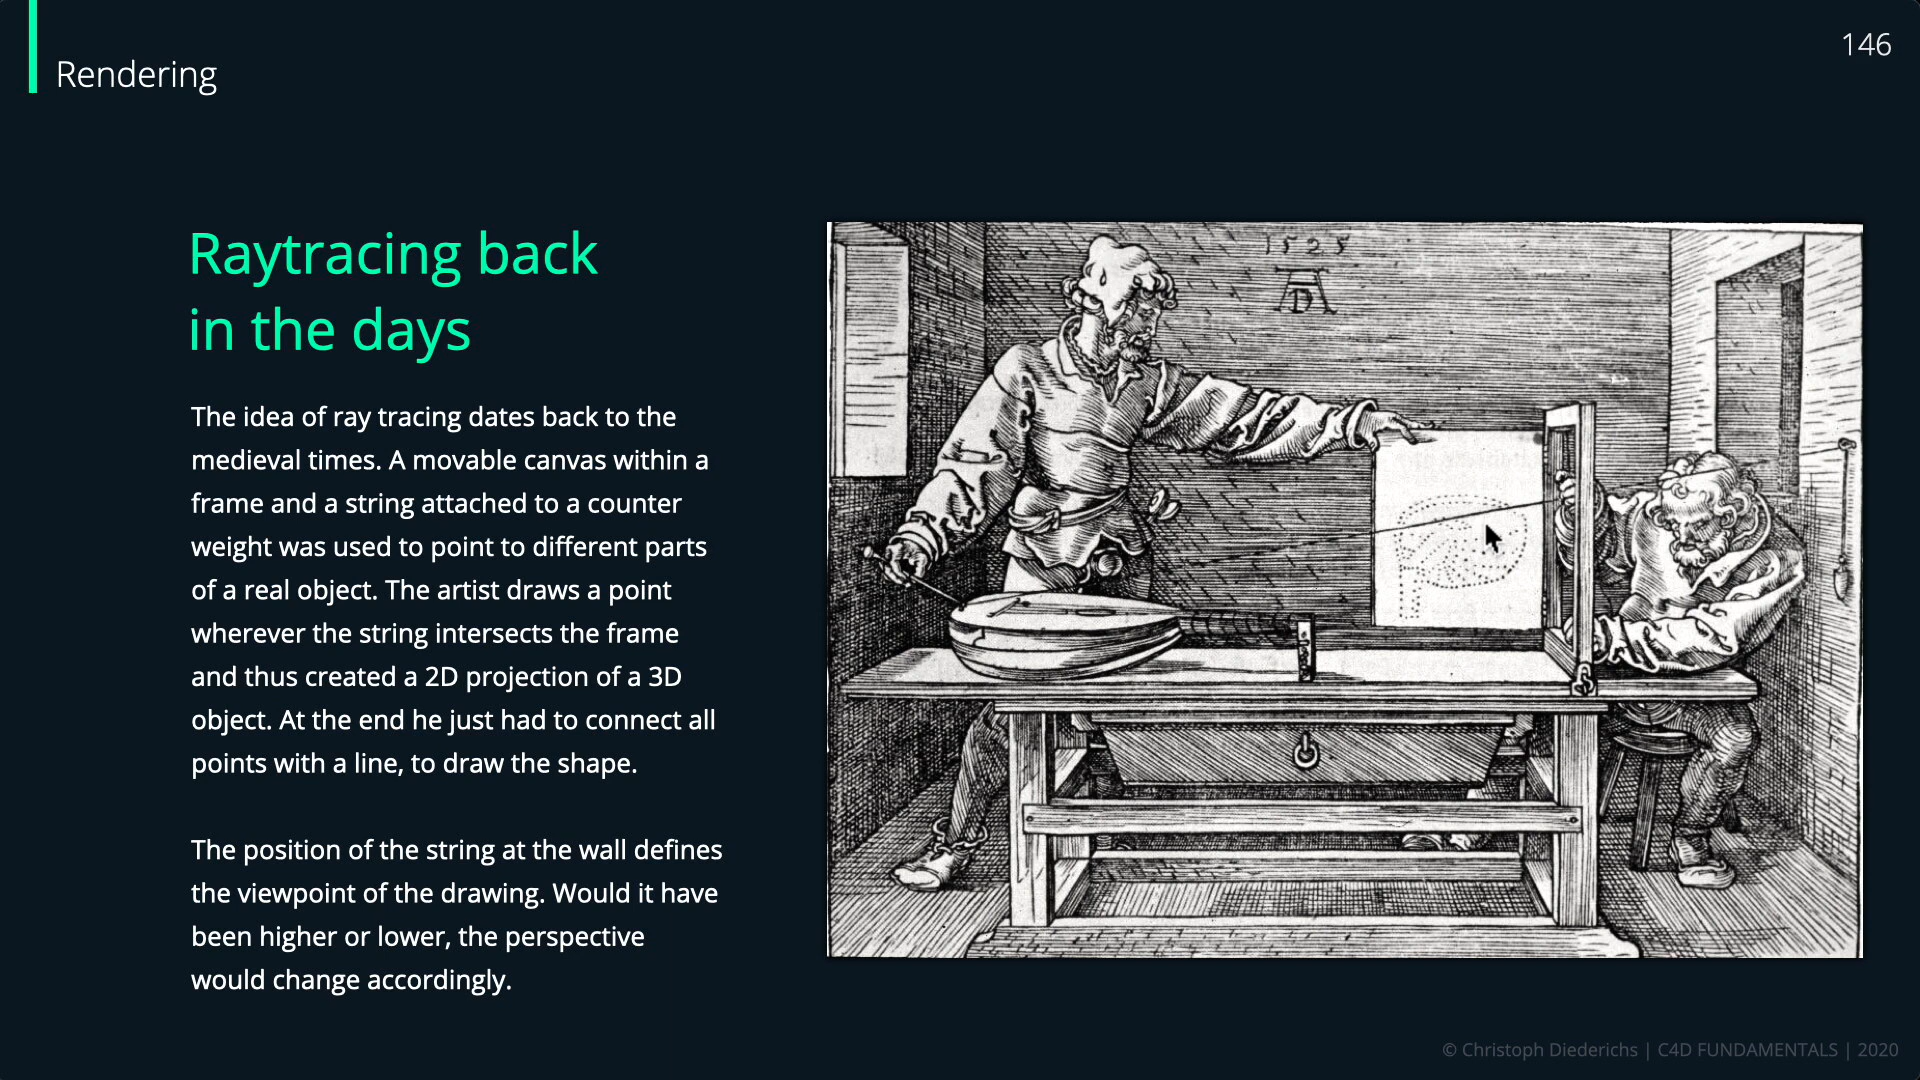 Rendering
146
Raytracing back
in the days
The idea of ray tracing dates back to the
medieval times. A movable canvas within a
frame and a string attached to a counter
weight was used to point to different parts
of a real object. The artist draws a point
wherever the string intersects the frame
and thus created a 2D projection of a 3D
object. At the end he just had to connect all
points with a line, to draw the shape.
The position of the string at the wall defines
the viewpoint of the drawing. Would it have
been higher or lower, the perspective
would change accordingly.
1525
AD
© Christoph Diederichs | C4D FUNDAMENTALS | 2020